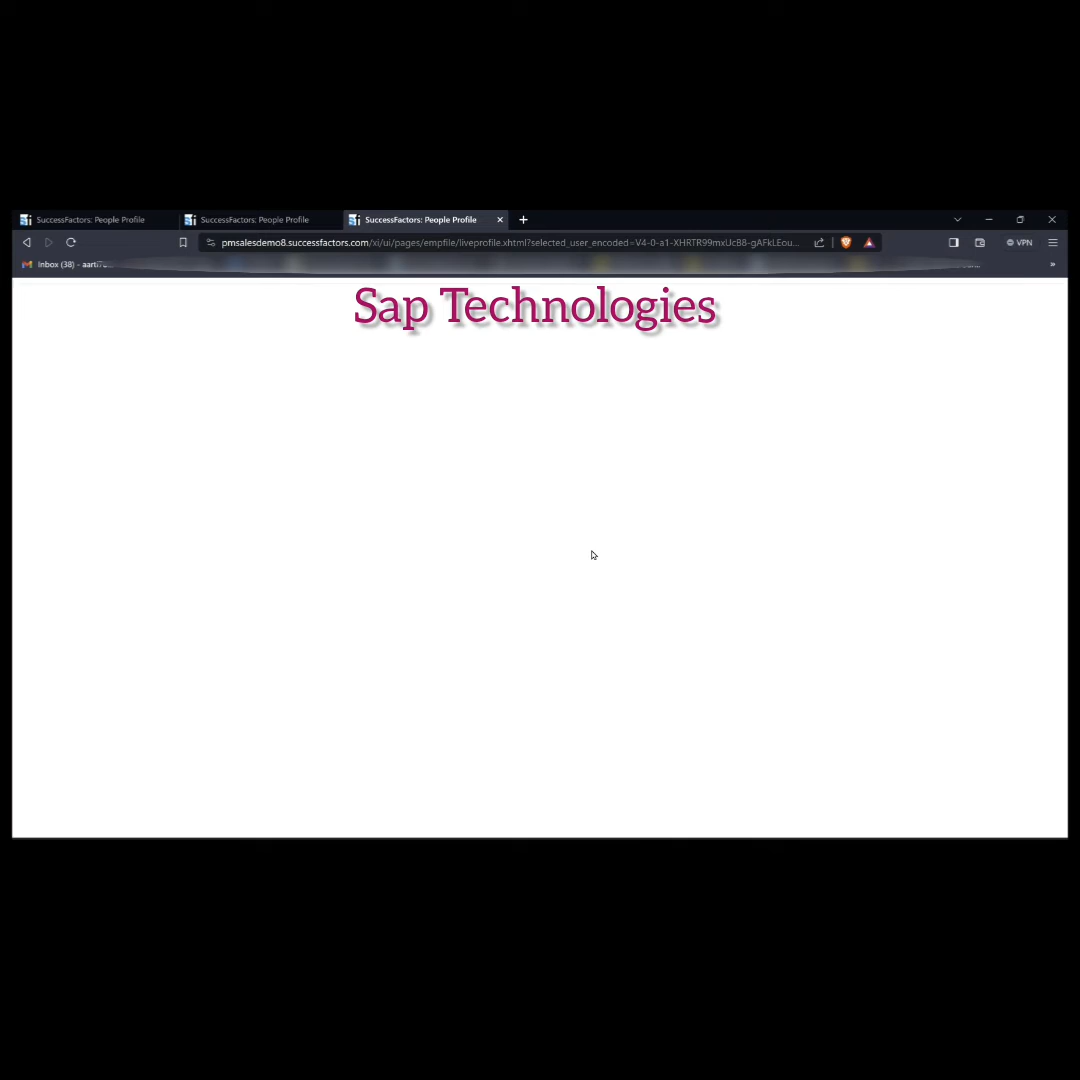 SuccessFactors: People Profile
SuccessFactors: People Profile
SuccessFactors: People Profile
pmsalesdemo8.successfactors.com/xi/ui/pages/empfile/liveprofile.xhtml?selected_user_encoded=V4-0-a1-XHRTR99mxUcB8-gAFkLEou...
VPN
Inbox (38) -
Sap Technologies